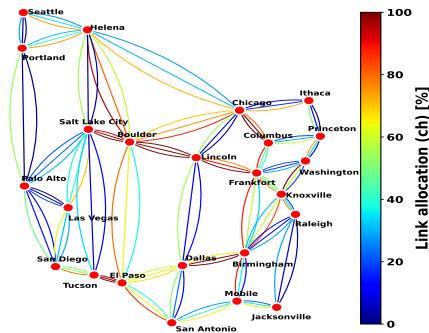 Seattle
Helena
Portland
Chicago
Ithaca
Salt Lake City
Boulder
Columbus
Princeton
Lincoln
Washington
Palo Alto
Frankfort
Knoxville
Las Vegas
Raleigh
San Diego
Dallas
Birmingham
Tucson
El Paso
Mobile
San Antonio
Jacksonville
100
80
60
40
20
0
Link allocation (ch) [%]